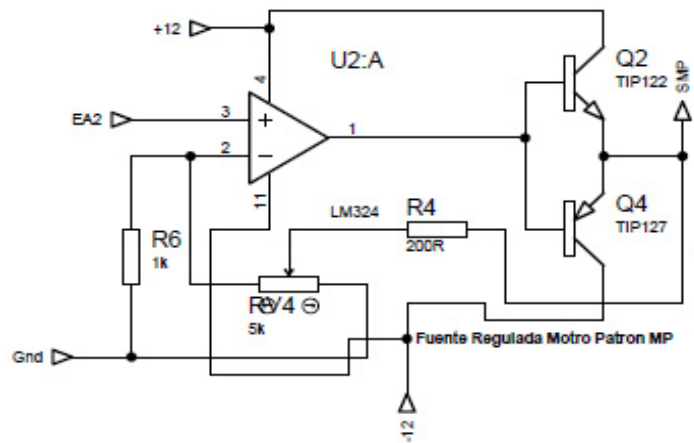 +12
U2:A
Q2
TIP122
SMP
EA2
4
3
2
1
11
LM324
R4
200R
Q4
TIP127
R6
1k
RV4
5k
Gnd
Fuente Regulada Motro Patron MP
-12